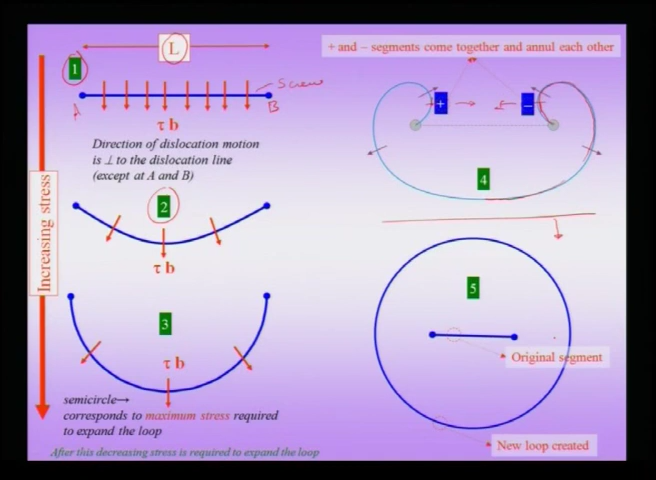 L
1
screw
A
B
τ b
Direction of dislocation motion
is ⊥ to the dislocation line
(except at A and B)
Increasing stress
2
τ b
3
τ b
semicircle→
corresponds to maximum stress required
to expand the loop
After this decreasing stress is required to expand the loop
+ and – segments come together and annul each other
+
–
4
5
Original segment
New loop created